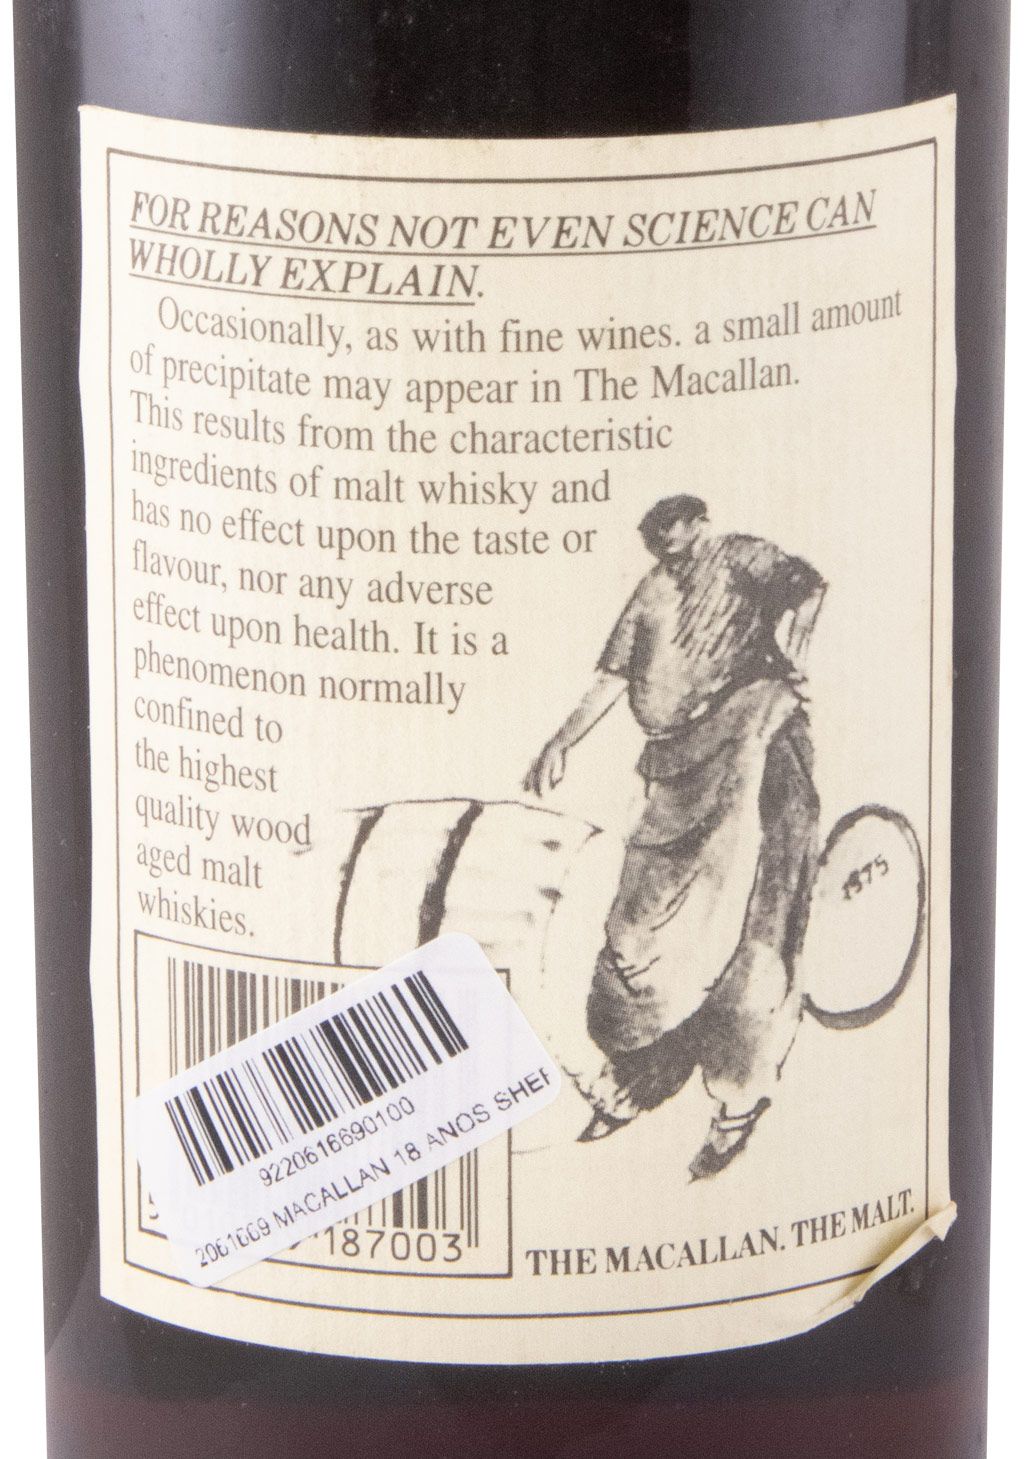 FOR REASONS NOT EVEN SCIENCE CAN
WHOLLY EXPLAIN.
Occasionally, as with fine wines. a small amount
of precipitate may appear in The Macallan.
This results from the characteristic
ingredients of malt whisky and
has no effect upon the taste or
flavour, nor any adverse
effect upon health. It is a
phenomenon normally
confined to
the highest
quality wood
aged malt
whiskies.
1875
9220616690100
2061669 MACALLAN 18 ANOS SHER
187003
THE MACALLAN. THE MALT.